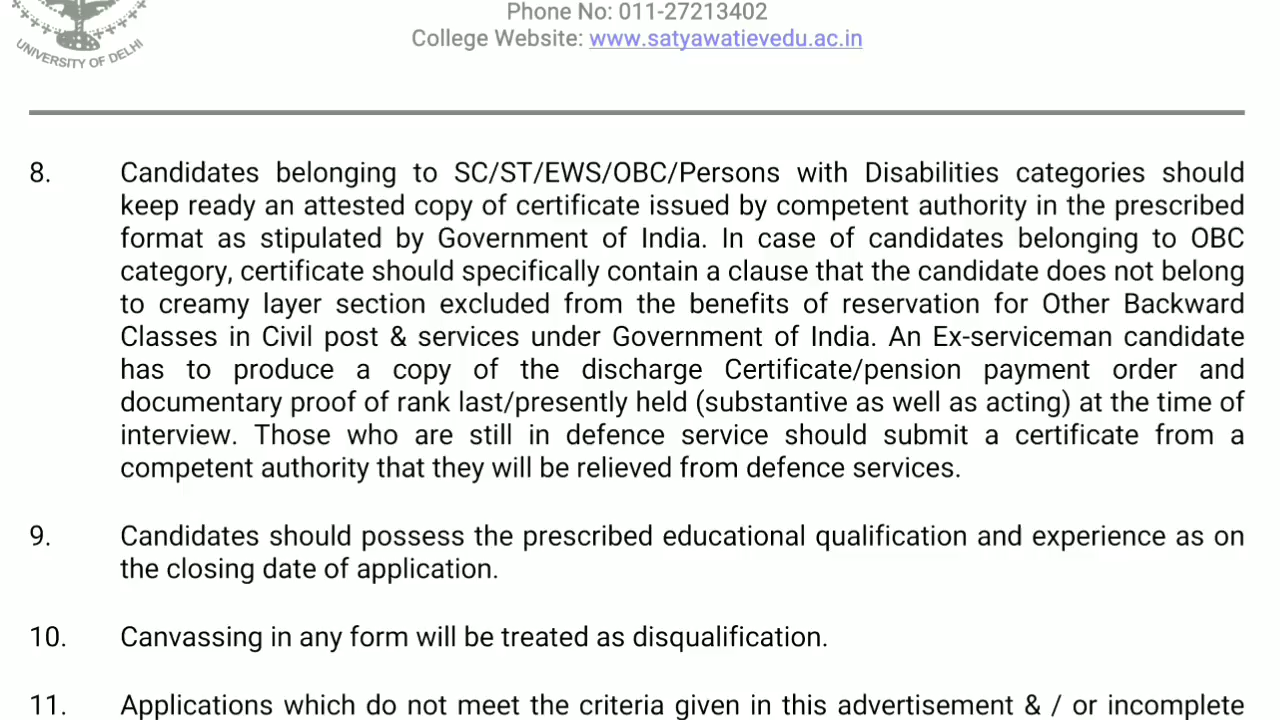 Phone No: 011-27213402
College Website: www.satyawatievedu.ac.in
UNIVERSITY OF DELHI
8. Candidates belonging to SC/ST/EWS/OBC/Persons with Disabilities categories should
keep ready an attested copy of certificate issued by competent authority in the prescribed
format as stipulated by Government of India. In case of candidates belonging to OBC
category, certificate should specifically contain a clause that the candidate does not belong
to creamy layer section excluded from the benefits of reservation for Other Backward
Classes in Civil post & services under Government of India. An Ex-serviceman candidate
has to produce a copy of the discharge Certificate/pension payment order and
documentary proof of rank last/presently held (substantive as well as acting) at the time of
interview. Those who are still in defence service should submit a certificate from a
competent authority that they will be relieved from defence services.
9. Candidates should possess the prescribed educational qualification and experience as on
the closing date of application.
10. Canvassing in any form will be treated as disqualification.
11. Applications which do not meet the criteria given in this advertisement & / or incomplete